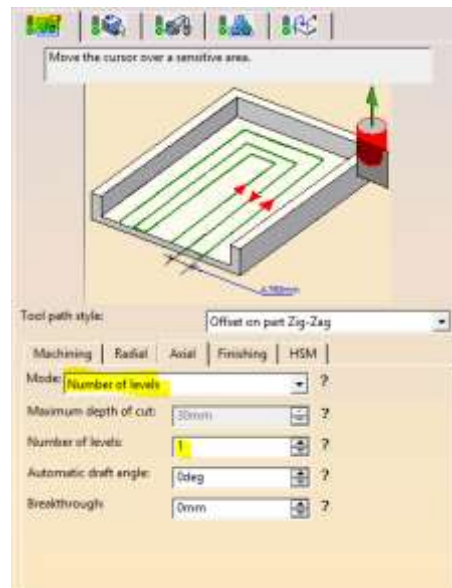 Move the cursor over a sensitive area.
Tool path style: Offset on part Zig-Zag
Machining Radial Axial Finishing HSM
Mode: Number of levels ?
Maximum depth of cut: 30mm ?
Number of levels: 1 ?
Automatic draft angle: 0deg ?
Breakthrough: 0mm ?